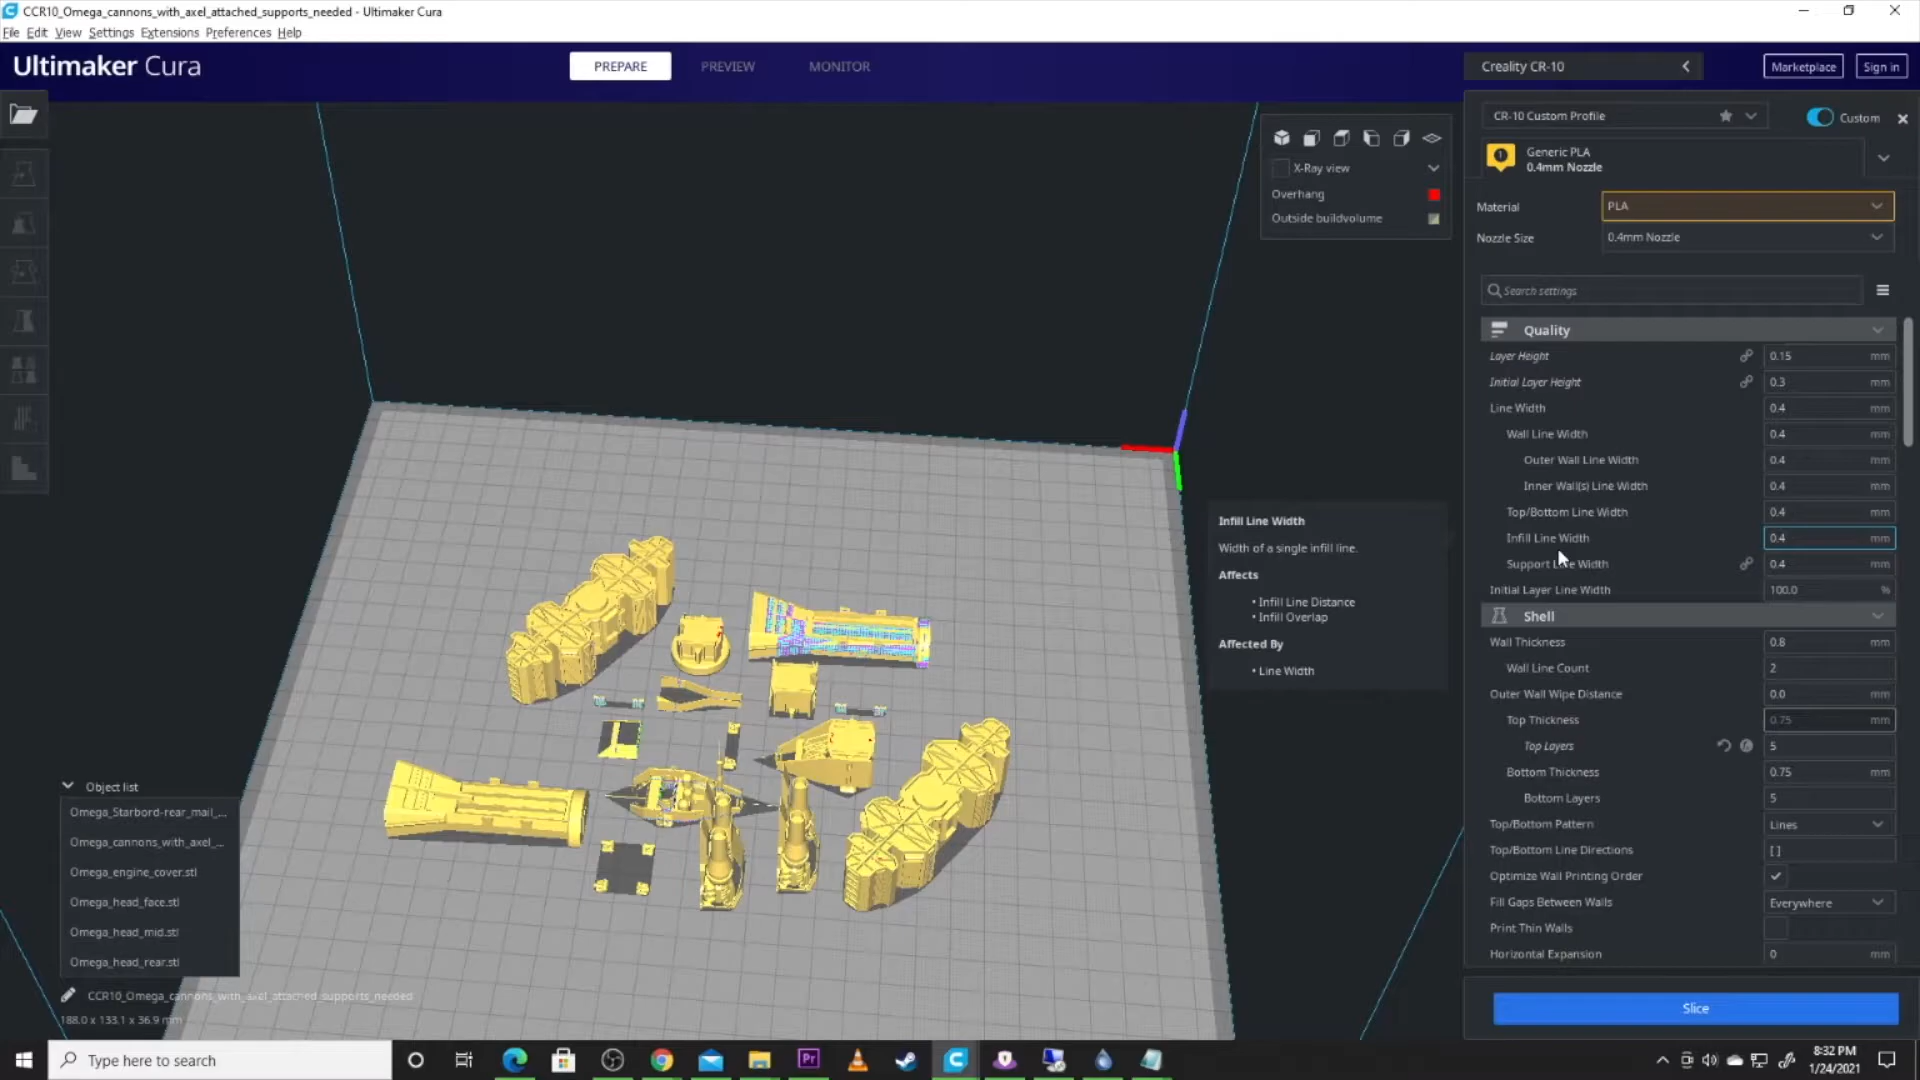 CCR10_Omega_cannons_with_axel_attached_supports_needed - Ultimaker Cura
File Edit View Settings Extensions Preferences Help
Ultimaker Cura
PREPARE
PREVIEW
MONITOR
Creality CR-10
Marketplace
Sign in
CR-10 Custom Profile
Custom
Generic PLA
0.4mm Nozzle
Material
PLA
Nozzle Size
0.4mm Nozzle
Search settings
X-Ray view
Overhang
Outside buildvolume
Quality
Layer Height 0.15 mm
Initial Layer Height 0.3 mm
Line Width 0.4 mm
Wall Line Width 0.4 mm
Outer Wall Line Width 0.4 mm
Inner Wall(s) Line Width 0.4 mm
Top/Bottom Line Width 0.4 mm
Infill Line Width 0.4 mm
Support Line Width 0.4 mm
Initial Layer Line Width 100.0 %
Shell
Wall Thickness 0.8 mm
Wall Line Count 2
Outer Wall Wipe Distance 0.0 mm
Top Thickness 0.75 mm
Top Layers 5
Bottom Thickness 0.75 mm
Bottom Layers 5
Top/Bottom Pattern Lines
Top/Bottom Line Directions [ ]
Optimize Wall Printing Order
Fill Gaps Between Walls Everywhere
Print Thin Walls
Horizontal Expansion 0 mm
Slice
Infill Line Width
Width of a single infill line.
Affects
• Infill Line Distance
• Infill Overlap
Affected By
• Line Width
Object list
Omega_Starbord-rear_mail_...
Omega_cannons_with_axel_...
Omega_engine_cover.stl
Omega_head_face.stl
Omega_head_mid.stl
Omega_head_rear.stl
CCR10_Omega_cannons_with_axel_attached_supports_needed
188.0 x 133.1 x 36.9 mm
Type here to search
Pr
8:32 PM
1/24/2021